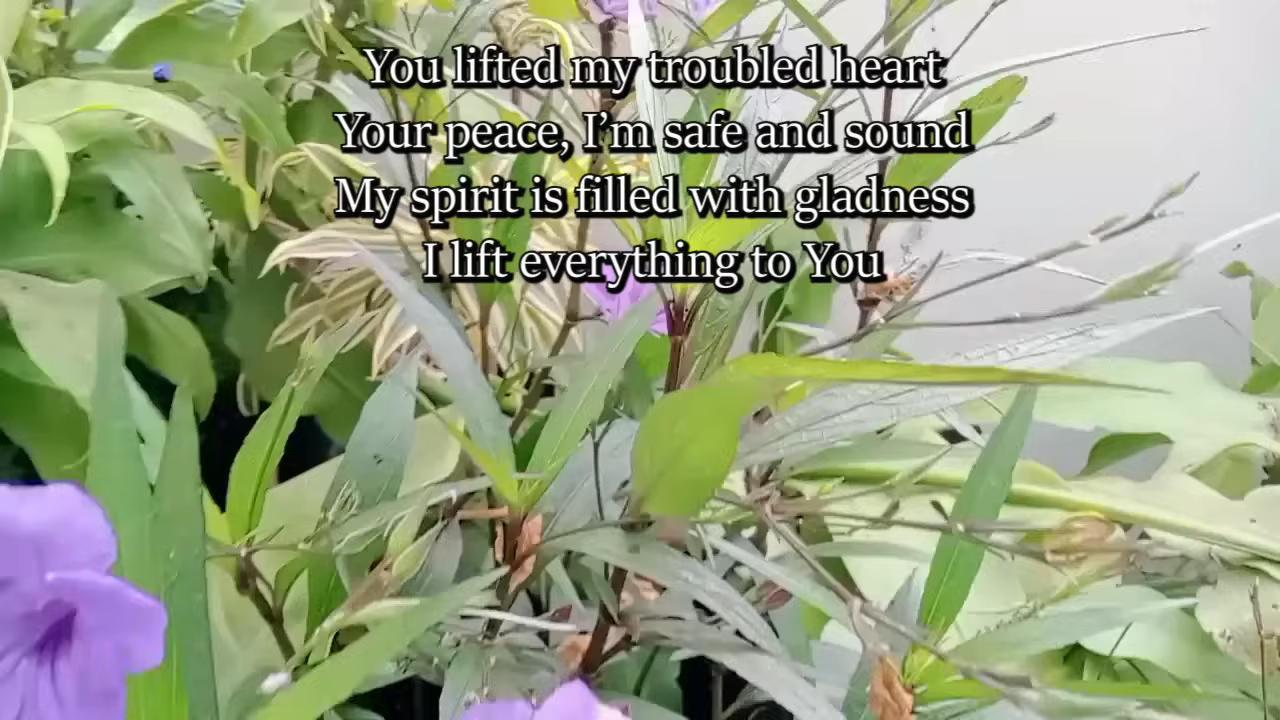 You lifted my troubled heart
Your peace, I’m safe and sound
My spirit is filled with gladness
I lift everything to You